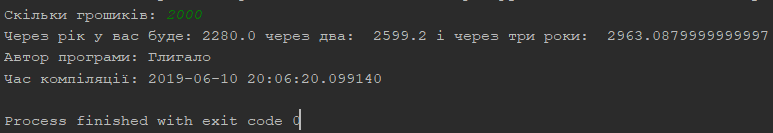 Скільки грошиків: 2000
Через рік у вас буде: 2280.0 через два:  2599.2 і через три роки:  2963.0879999999997
Автор програми: Глигало
Час компіляції: 2019-06-10 20:06:20.099140
Process finished with exit code 0